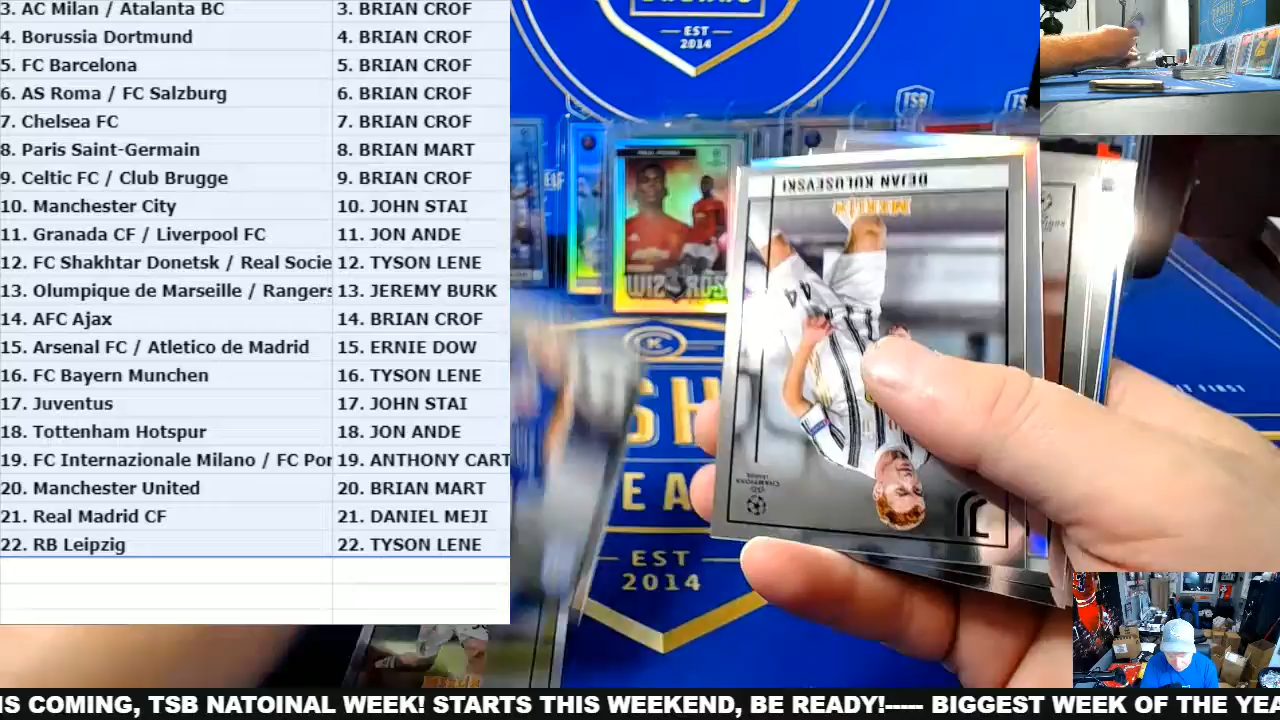 3. AC Milan / Atalanta BC 3. BRIAN CROF
4. Borussia Dortmund 4. BRIAN CROF
5. FC Barcelona 5. BRIAN CROF
6. AS Roma / FC Salzburg 6. BRIAN CROF
7. Chelsea FC 7. BRIAN CROF
8. Paris Saint-Germain 8. BRIAN MART
9. Celtic FC / Club Brugge 9. BRIAN CROF
10. Manchester City 10. JOHN STAI
11. Granada CF / Liverpool FC 11. JON ANDE
12. FC Shakhtar Donetsk / Real Socie 12. TYSON LENE
13. Olumpique de Marseille / Rangers 13. JEREMY BURK
14. AFC Ajax 14. BRIAN CROF
15. Arsenal FC / Atletico de Madrid 15. ERNIE DOW
16. FC Bayern Munchen 16. TYSON LENE
17. Juventus 17. JOHN STAI
18. Tottenham Hotspur 18. JON ANDE
19. FC Internazionale Milano / FC Por 19. ANTHONY CART
20. Manchester United 20. BRIAN MART
21. Real Madrid CF 21. DANIEL MEJI
22. RB Leipzig 22. TYSON LENE
EST
2014
TSB
DEJAN KULUSEVSKI
44
CHAMPIONS
LEAGUE
SH
EA
EST
2014
FIRST
IS COMING, TSB NATOINAL WEEK! STARTS THIS WEEKEND, BE READY!----- BIGGEST WEEK OF THE YEA